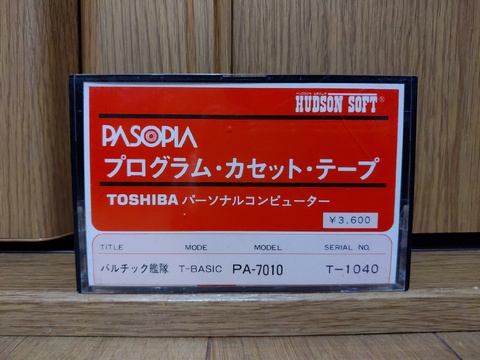 HUDSON SOFT
PASOPIA
プログラム・カセット・テープ
TOSHIBA パーソナルコンピューター
¥3,600
TITLE MODE MODEL SERIAL NO.
バルチック艦隊 T-BASIC PA-7010 T-1040